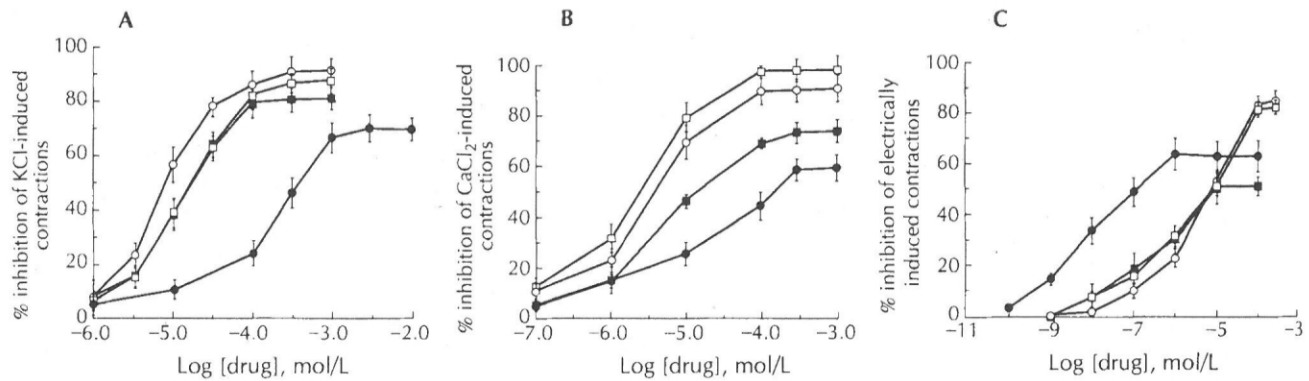 A
% inhibition of KCl-induced
contractions
100
80
60
40
20
0
-6.0
-5.0
-4.0
-3.0
-2.0
Log [drug], mol/L
B
% inhibition of CaCl₂-induced
contractions
100
80
60
40
20
0
-7.0
-6.0
-5.0
-4.0
-3.0
Log [drug], mol/L
C
% inhibition of electrically
induced contractions
100
80
60
40
20
0
-11
-9
-7
-5
-3
Log [drug], mol/L